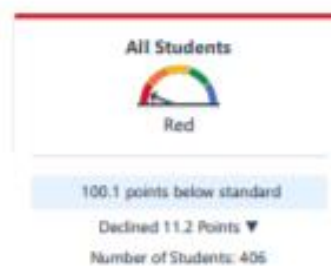 All Students
Red
100.1 points below standard
Declined 11.2 Points ▼
Number of Students: 406